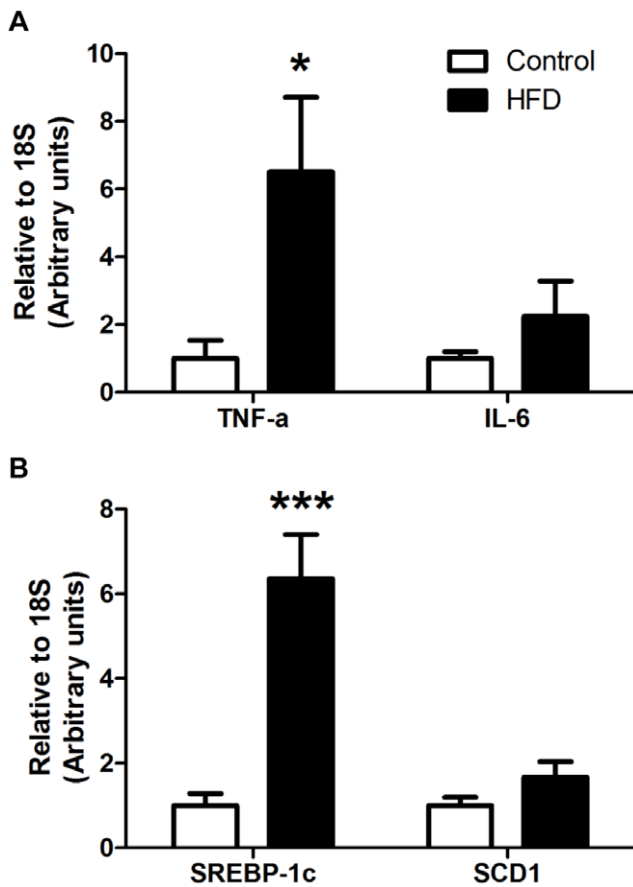 A
Relative to 18S
(Arbitrary units)
10
8
6
4
2
0
*
Control
HFD
TNF-a
IL-6
B
Relative to 18S
(Arbitrary units)
8
6
4
2
0
***
SREBP-1c
SCD1